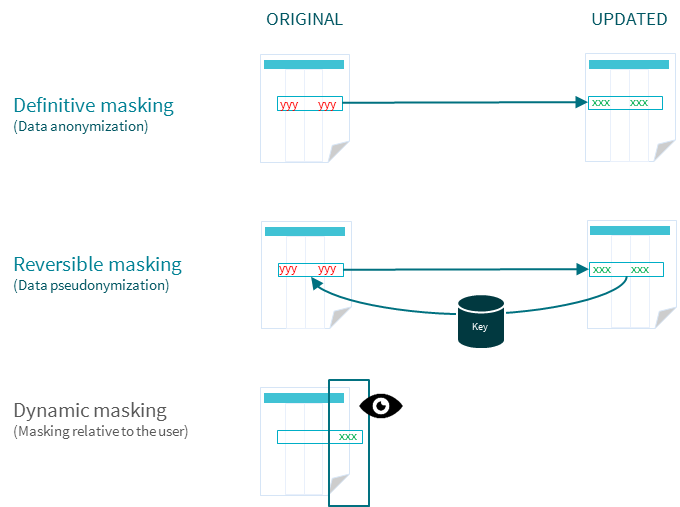 ORIGINAL UPDATED
Definitive masking
(Data anonymization)
yyy yyy xxx xxx
Reversible masking
(Data pseudonymization)
yyy yyy xxx xxx
Key
Dynamic masking
(Masking relative to the user)
xxx